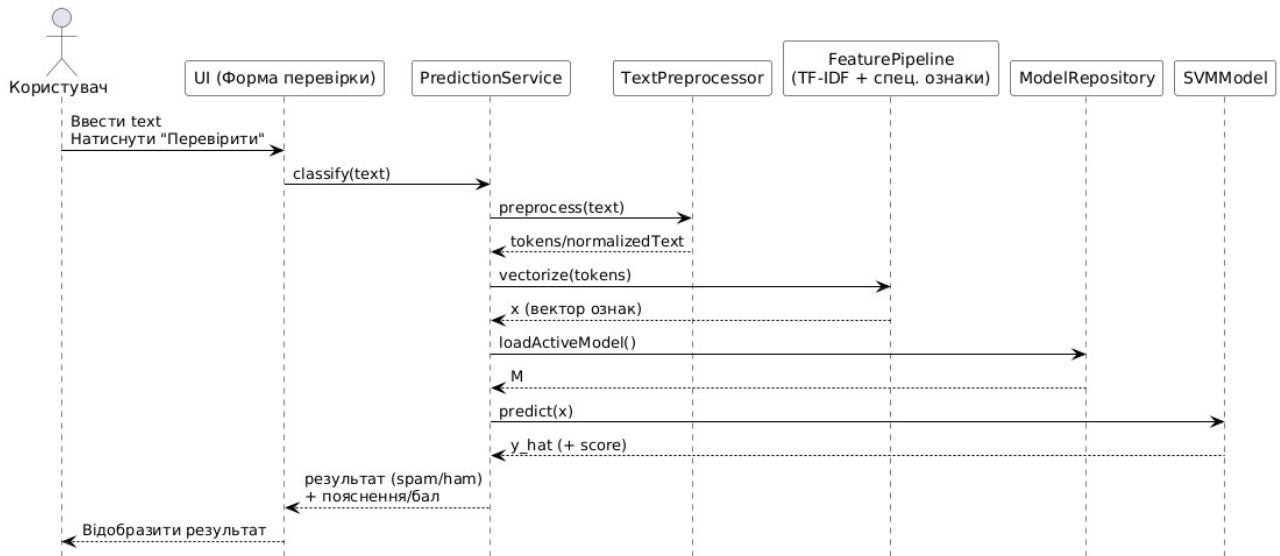 Користувач
UI (Форма перевірки)
PredictionService
TextPreprocessor
FeaturePipeline
(TF-IDF + спец. ознаки)
ModelRepository
SVMModel
Ввести text
Натиснути "Перевірити"
classify(text)
preprocess(text)
tokens/normalizedText
vectorize(tokens)
x (вектор ознак)
loadActiveModel()
M
predict(x)
y_hat (+ score)
результат (spam/ham)
+ пояснення/бал
Відобразити результат